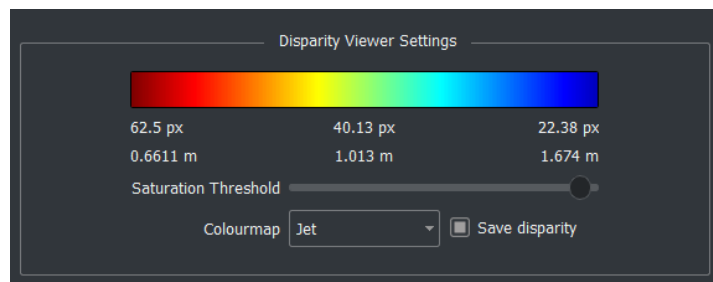 Disparity Viewer Settings
62.5 px 40.13 px 22.38 px
0.6611 m 1.013 m 1.674 m
Saturation Threshold
Colourmap Jet Save disparity